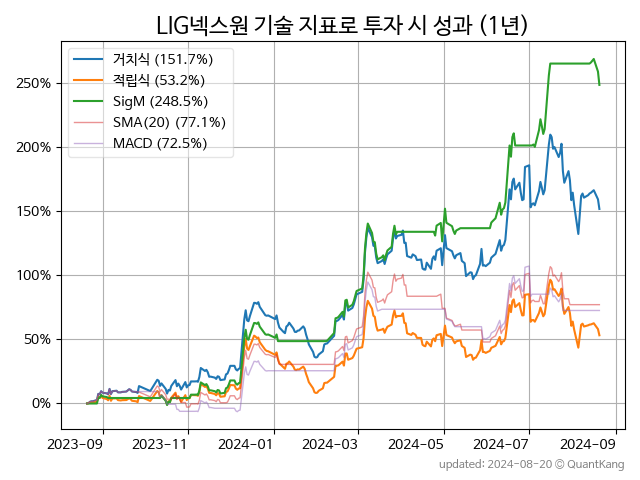 LIG넥스원 기술 지표로 투자 시 성과 (1년)
거치식 (151.7%)
적립식 (53.2%)
SigM (248.5%)
SMA(20) (77.1%)
MACD (72.5%)
250%
200%
150%
100%
50%
0%
2023-09 2023-11 2024-01 2024-03 2024-05 2024-07 2024-09
updated: 2024-08-20 © QuantKang